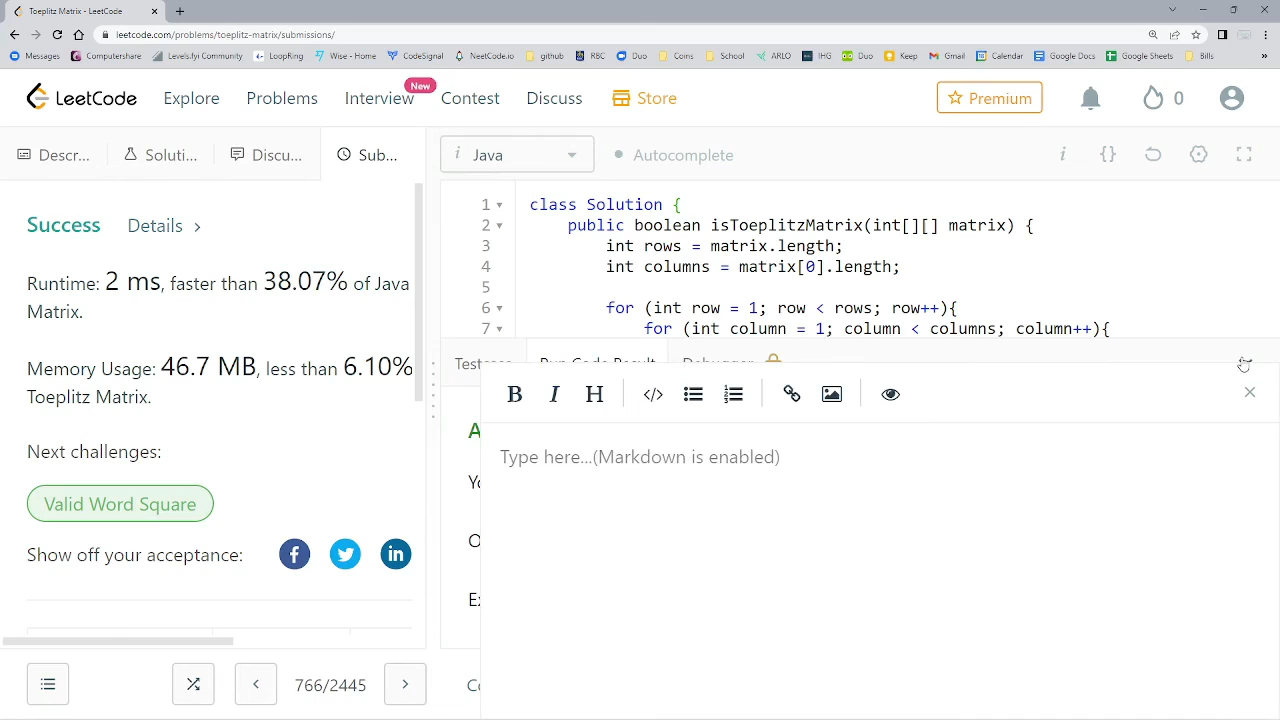 Toeplitz Matrix - LeetCode
leetcode.com/problems/toeplitz-matrix/submissions/
Messages
Compensation
Levels
LoopRing
Wise - Home
CodeSignal
NeetCode.io
github
RBC
Duo
Coins
School
ARLO
IHG
Duo
Keep
Gmail
Calendar
Google Docs
Google Sheets
Bills
LeetCode
Explore
Problems
Interview
New
Contest
Discuss
Store
Premium
0
Descr...
Soluti...
Discu...
Sub...
i Java
Autocomplete
i
{}
Success
Details
Runtime: 2 ms, faster than 38.07% of Java
Matrix.
Memory Usage: 46.7 MB, less than 6.10%
Toeplitz Matrix.
Next challenges:
Valid Word Square
Show off your acceptance:
766/2445
1 class Solution {
2 public boolean isToeplitzMatrix(int[][] matrix) {
3 int rows = matrix.length;
4 int columns = matrix[0].length;
5
6 for (int row = 1; row < rows; row++){
7 for (int column = 1; column < columns; column++){
Run Code Result
Debugger
B I H
Type here...(Markdown is enabled)